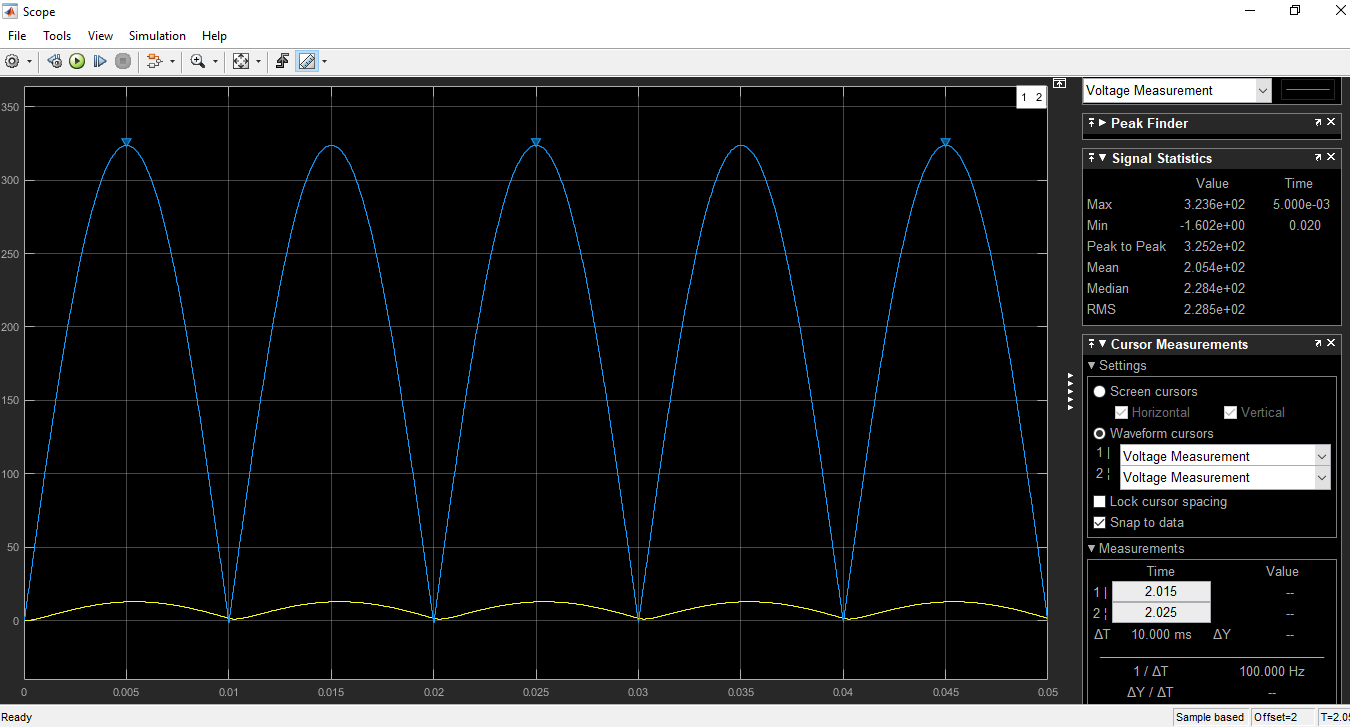 Scope
File Tools View Simulation Help
1 2
350
300
250
200
150
100
50
0
0 0.005 0.01 0.015 0.02 0.025 0.03 0.035 0.04 0.045 0.05
Voltage Measurement
Peak Finder
Signal Statistics
Value Time
Max 3.236e+02 5.000e-03
Min -1.602e+00 0.020
Peak to Peak 3.252e+02
Mean 2.054e+02
Median 2.284e+02
RMS 2.285e+02
Cursor Measurements
Settings
Screen cursors
Horizontal Vertical
Waveform cursors
1 Voltage Measurement
2 Voltage Measurement
Lock cursor spacing
Snap to data
Measurements
Time Value
1 2.015 --
2 2.025 --
ΔT 10.000 ms ΔY --
1 / ΔT 100.000 Hz
ΔY / ΔT --
Ready Sample based Offset=2